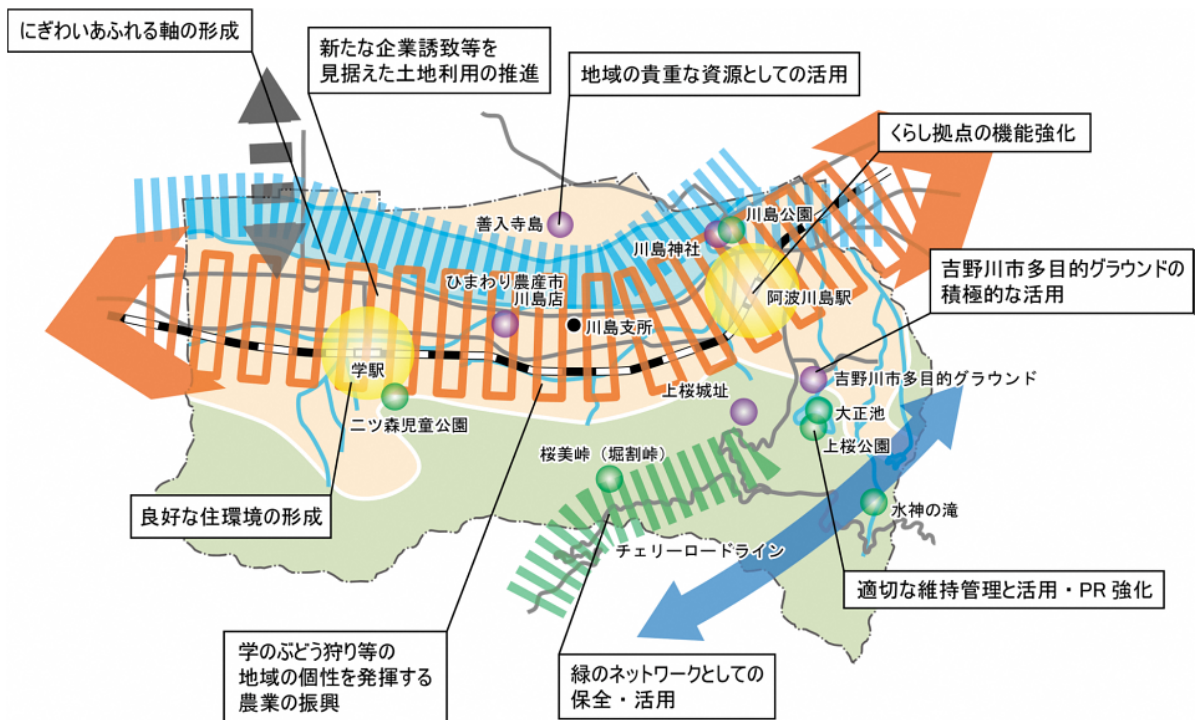 にぎわいあふれる軸の形成
新たな企業誘致等を
見据えた土地利用の推進
地域の貴重な資源としての活用
くらし拠点の機能強化
川島公園
善入寺島
川島神社
吉野川市多目的グラウンドの
積極的な活用
ひまわり農産市
川島店
阿波川島駅
川島支所
学駅
吉野川市多目的グラウンド
上桜城址
大正池
二ツ森児童公園
上桜公園
桜美峠（堀割峠）
水神の滝
良好な住環境の形成
チェリーロードライン
適切な維持管理と活用・PR強化
学のぶどう狩り等の
地域の個性を発揮する
農業の振興
緑のネットワークとしての
保全・活用